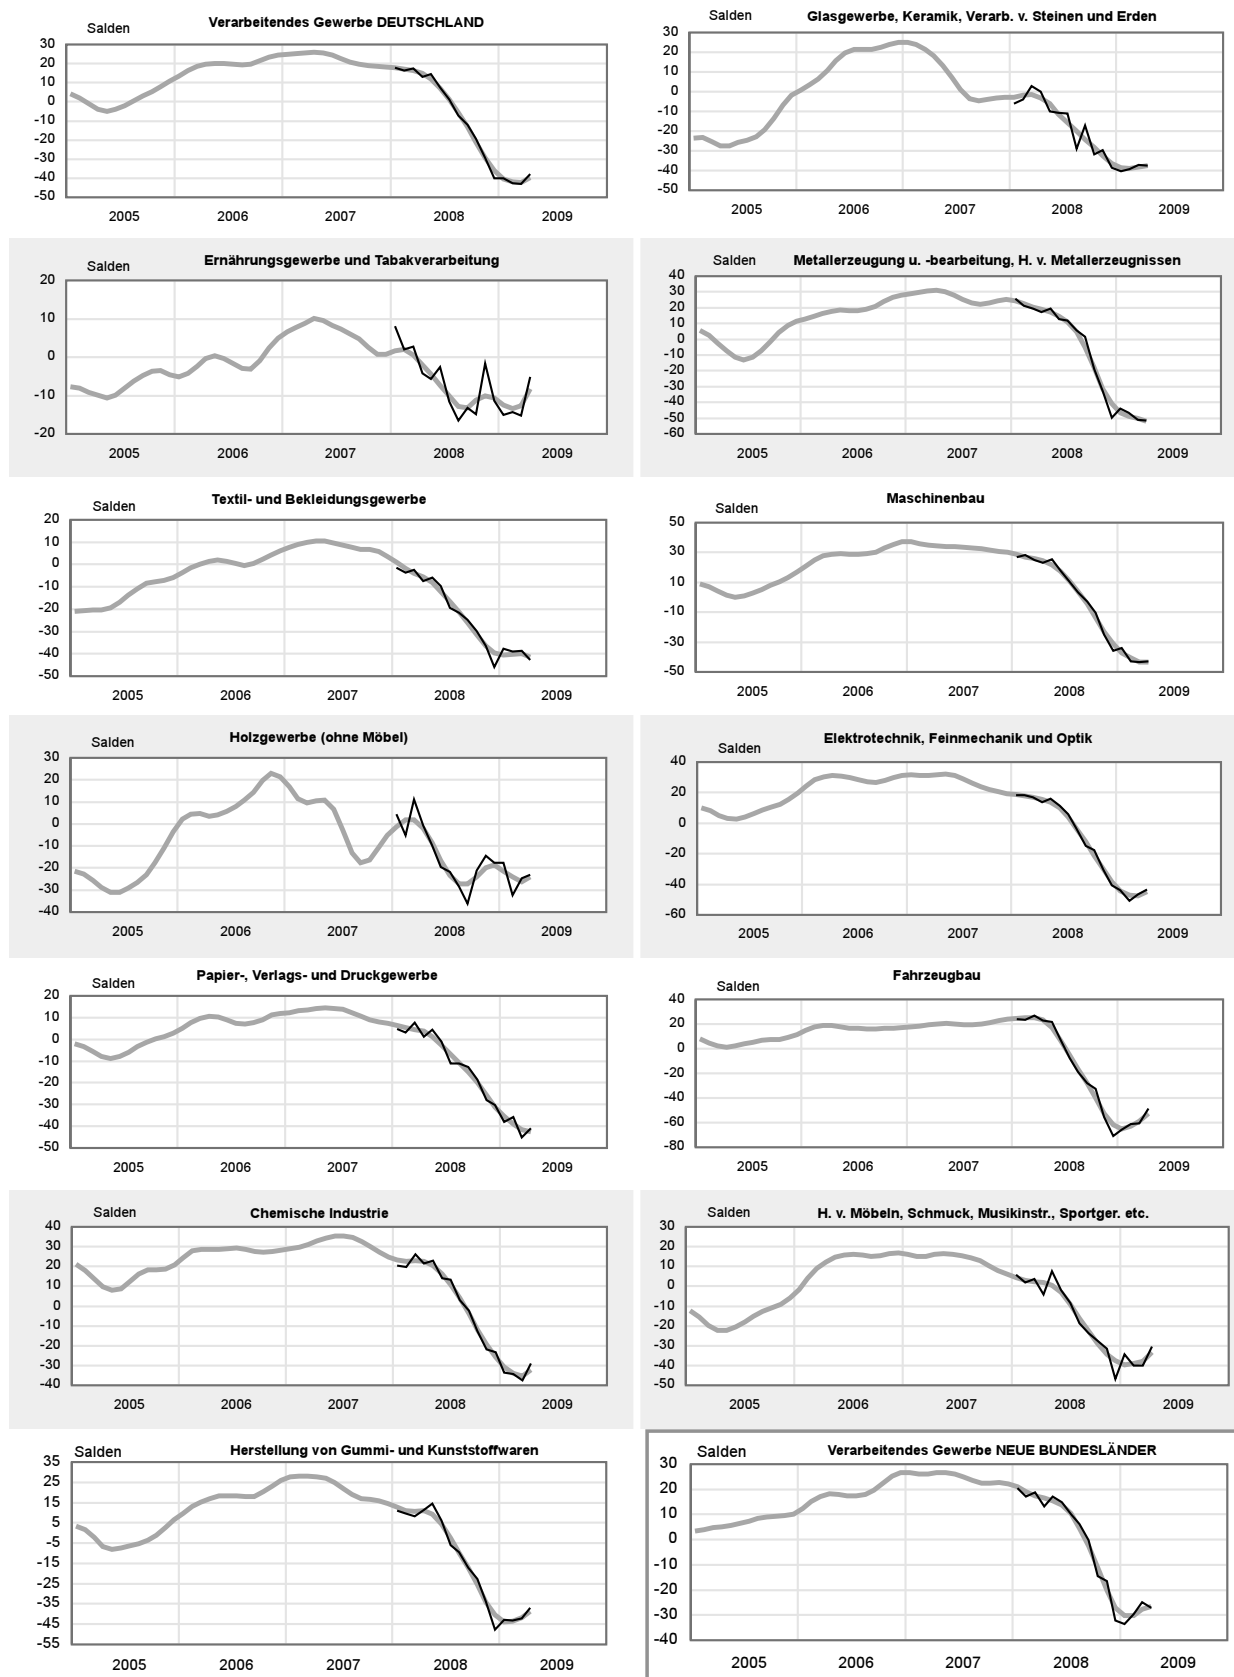 Verarbeitendes Gewerbe DEUTSCHLAND
Salden
30
20
10
0
-10
-20
-30
-40
-50
2005 2006 2007 2008 2009
Glasgewerbe, Keramik, Verarb. v. Steinen und Erden
Salden
30
20
10
0
-10
-20
-30
-40
-50
2005 2006 2007 2008 2009
Ernährungsgewerbe und Tabakverarbeitung
Salden
20
10
0
-10
-20
2005 2006 2007 2008 2009
Metallerzeugung u. -bearbeitung, H. v. Metallerzeugnissen
Salden
40
30
20
10
0
-10
-20
-30
-40
-50
-60
2005 2006 2007 2008 2009
Textil- und Bekleidungsgewerbe
Salden
20
10
0
-10
-20
-30
-40
-50
2005 2006 2007 2008 2009
Maschinenbau
Salden
50
30
10
-10
-30
-50
2005 2006 2007 2008 2009
Holzgewerbe (ohne Möbel)
Salden
30
20
10
0
-10
-20
-30
-40
2005 2006 2007 2008 2009
Elektrotechnik, Feinmechanik und Optik
Salden
40
20
0
-20
-40
-60
2005 2006 2007 2008 2009
Papier-, Verlags- und Druckgewerbe
Salden
20
10
0
-10
-20
-30
-40
-50
2005 2006 2007 2008 2009
Fahrzeugbau
Salden
40
20
0
-20
-40
-60
-80
2005 2006 2007 2008 2009
Chemische Industrie
Salden
40
30
20
10
0
-10
-20
-30
-40
2005 2006 2007 2008 2009
H. v. Möbeln, Schmuck, Musikinstr., Sportger. etc.
Salden
30
20
10
0
-10
-20
-30
-40
-50
2005 2006 2007 2008 2009
Herstellung von Gummi- und Kunststoffwaren
Salden
35
25
15
5
-5
-15
-25
-35
-45
-55
2005 2006 2007 2008 2009
Verarbeitendes Gewerbe NEUE BUNDESLÄNDER
Salden
30
20
10
0
-10
-20
-30
-40
2005 2006 2007 2008 2009